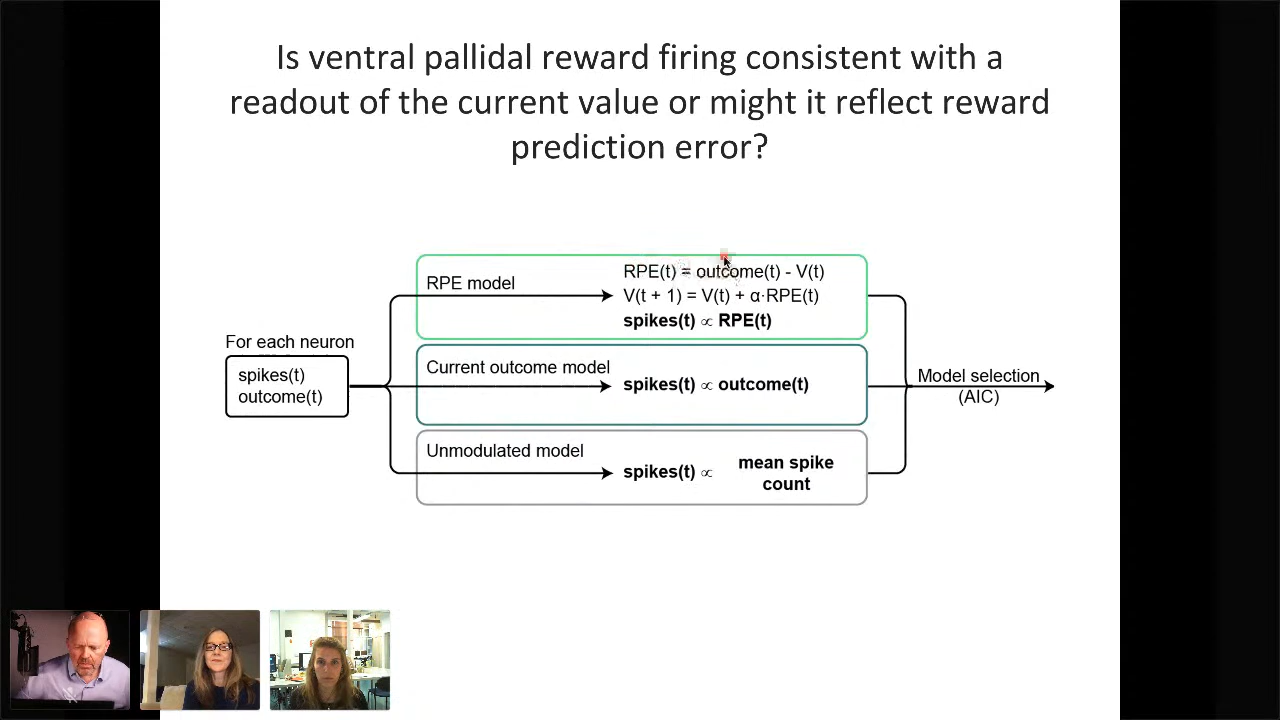 Is ventral pallidal reward firing consistent with a
readout of the current value or might it reflect reward
prediction error?
For each neuron
spikes(t)
outcome(t)
RPE model
RPE(t) = outcome(t) - V(t)
V(t + 1) = V(t) + α·RPE(t)
spikes(t) ∝ RPE(t)
Current outcome model
spikes(t) ∝ outcome(t)
Unmodulated model
spikes(t) ∝ mean spike
count
Model selection
(AIC)